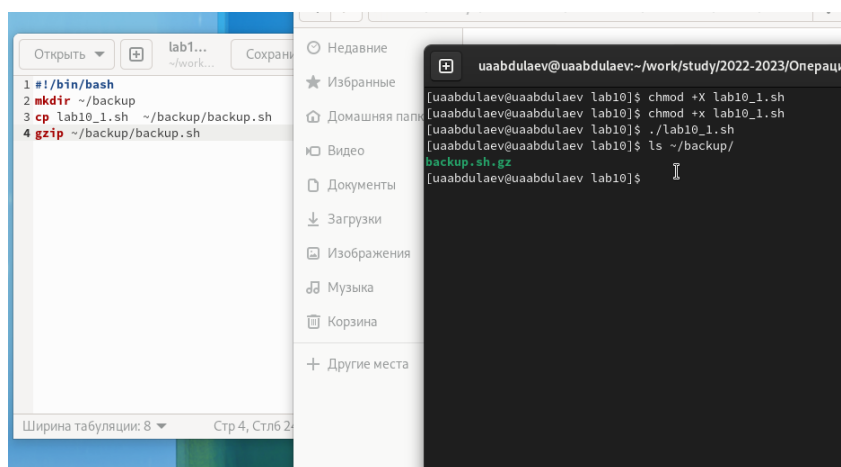 Открыть
lab1...
~/work...
Сохрани
1 #!/bin/bash
2 mkdir ~/backup
3 cp lab10_1.sh  ~/backup/backup.sh
4 gzip ~/backup/backup.sh
Ширина табуляции: 8
Стр 4, Стлб 24
Недавние
Избранные
Домашняя папк
Видео
Документы
Загрузки
Изображения
Музыка
Корзина
Другие места
uaabdulaev@uaabdulaev:~/work/study/2022-2023/Операци
[uaabdulaev@uaabdulaev lab10]$ chmod +X lab10_1.sh
[uaabdulaev@uaabdulaev lab10]$ chmod +x lab10_1.sh
[uaabdulaev@uaabdulaev lab10]$ ./lab10_1.sh
[uaabdulaev@uaabdulaev lab10]$ ls ~/backup/
backup.sh.gz
[uaabdulaev@uaabdulaev lab10]$